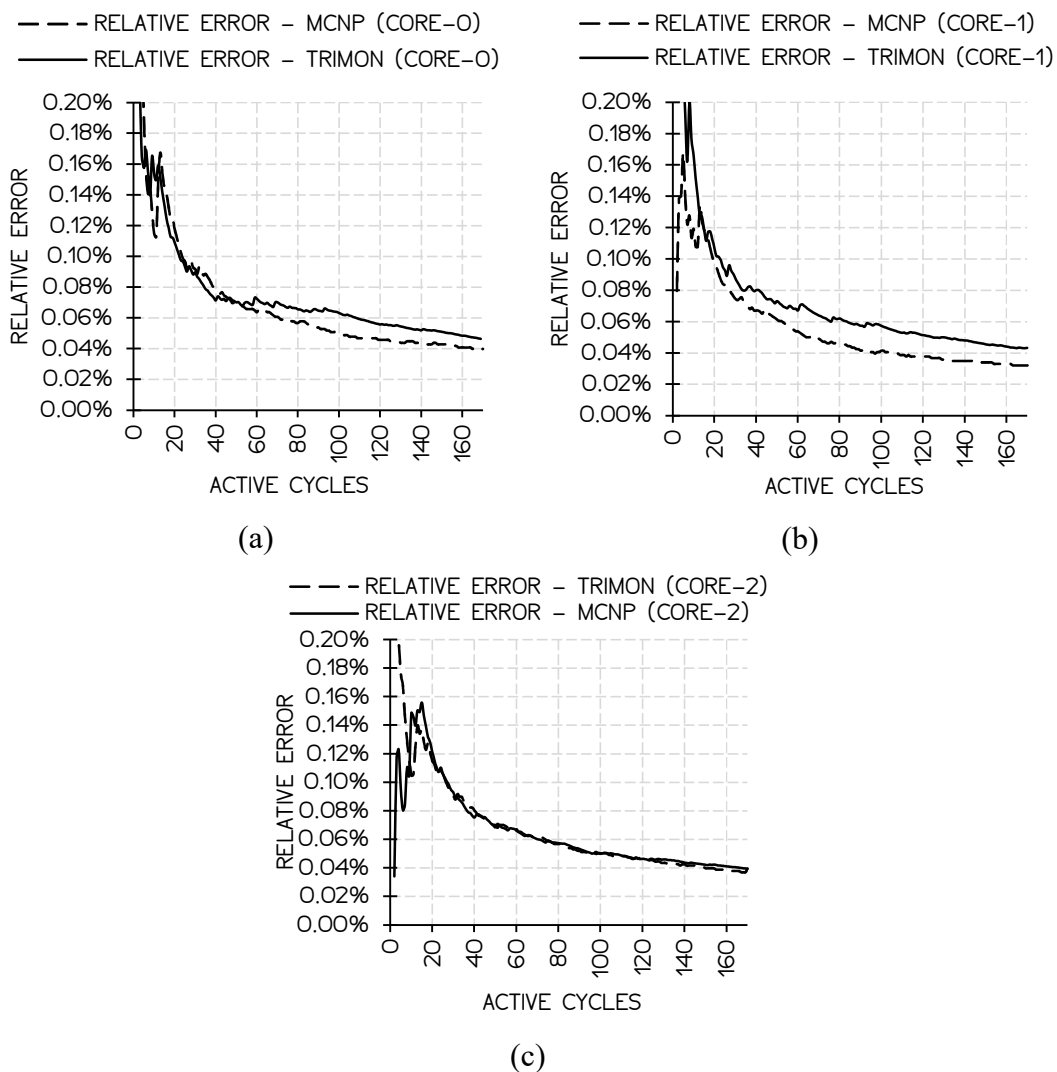 RELATIVE ERROR – MCNP (CORE–0)
RELATIVE ERROR – TRIMON (CORE–0)
0.20%
0.18%
0.16%
0.14%
0.12%
0.10%
0.08%
0.06%
0.04%
0.02%
0.00%
RELATIVE ERROR
0 20 40 60 80 100 120 140 160
ACTIVE CYCLES
(a)
RELATIVE ERROR – MCNP (CORE–1)
RELATIVE ERROR – TRIMON (CORE–1)
0.20%
0.18%
0.16%
0.14%
0.12%
0.10%
0.08%
0.06%
0.04%
0.02%
0.00%
RELATIVE ERROR
0 20 40 60 80 100 120 140 160
ACTIVE CYCLES
(b)
RELATIVE ERROR – TRIMON (CORE–2)
RELATIVE ERROR – MCNP (CORE–2)
0.20%
0.18%
0.16%
0.14%
0.12%
0.10%
0.08%
0.06%
0.04%
0.02%
0.00%
RELATIVE ERROR
0 20 40 60 80 100 120 140 160
ACTIVE CYCLES
(c)